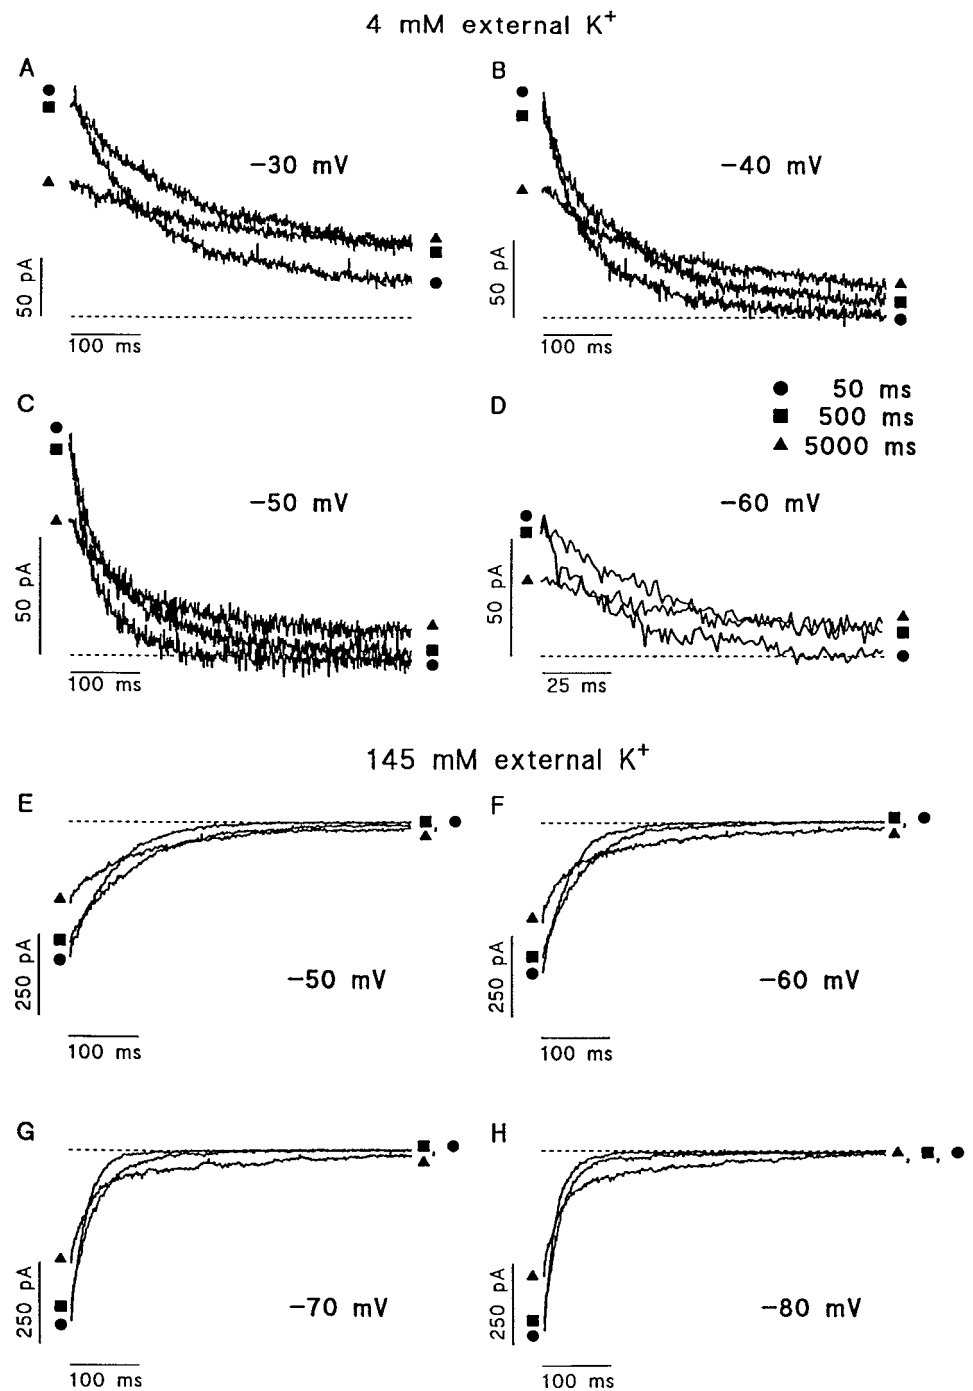 4 mM external K+
A
B
−30 mV
−40 mV
50 pA
50 pA
100 ms
100 ms
C
D
● 50 ms
■ 500 ms
▲ 5000 ms
−50 mV
−60 mV
50 pA
50 pA
100 ms
25 ms
145 mM external K+
E
F
250 pA
−50 mV
250 pA
−60 mV
100 ms
100 ms
G
H
250 pA
−70 mV
250 pA
−80 mV
100 ms
100 ms